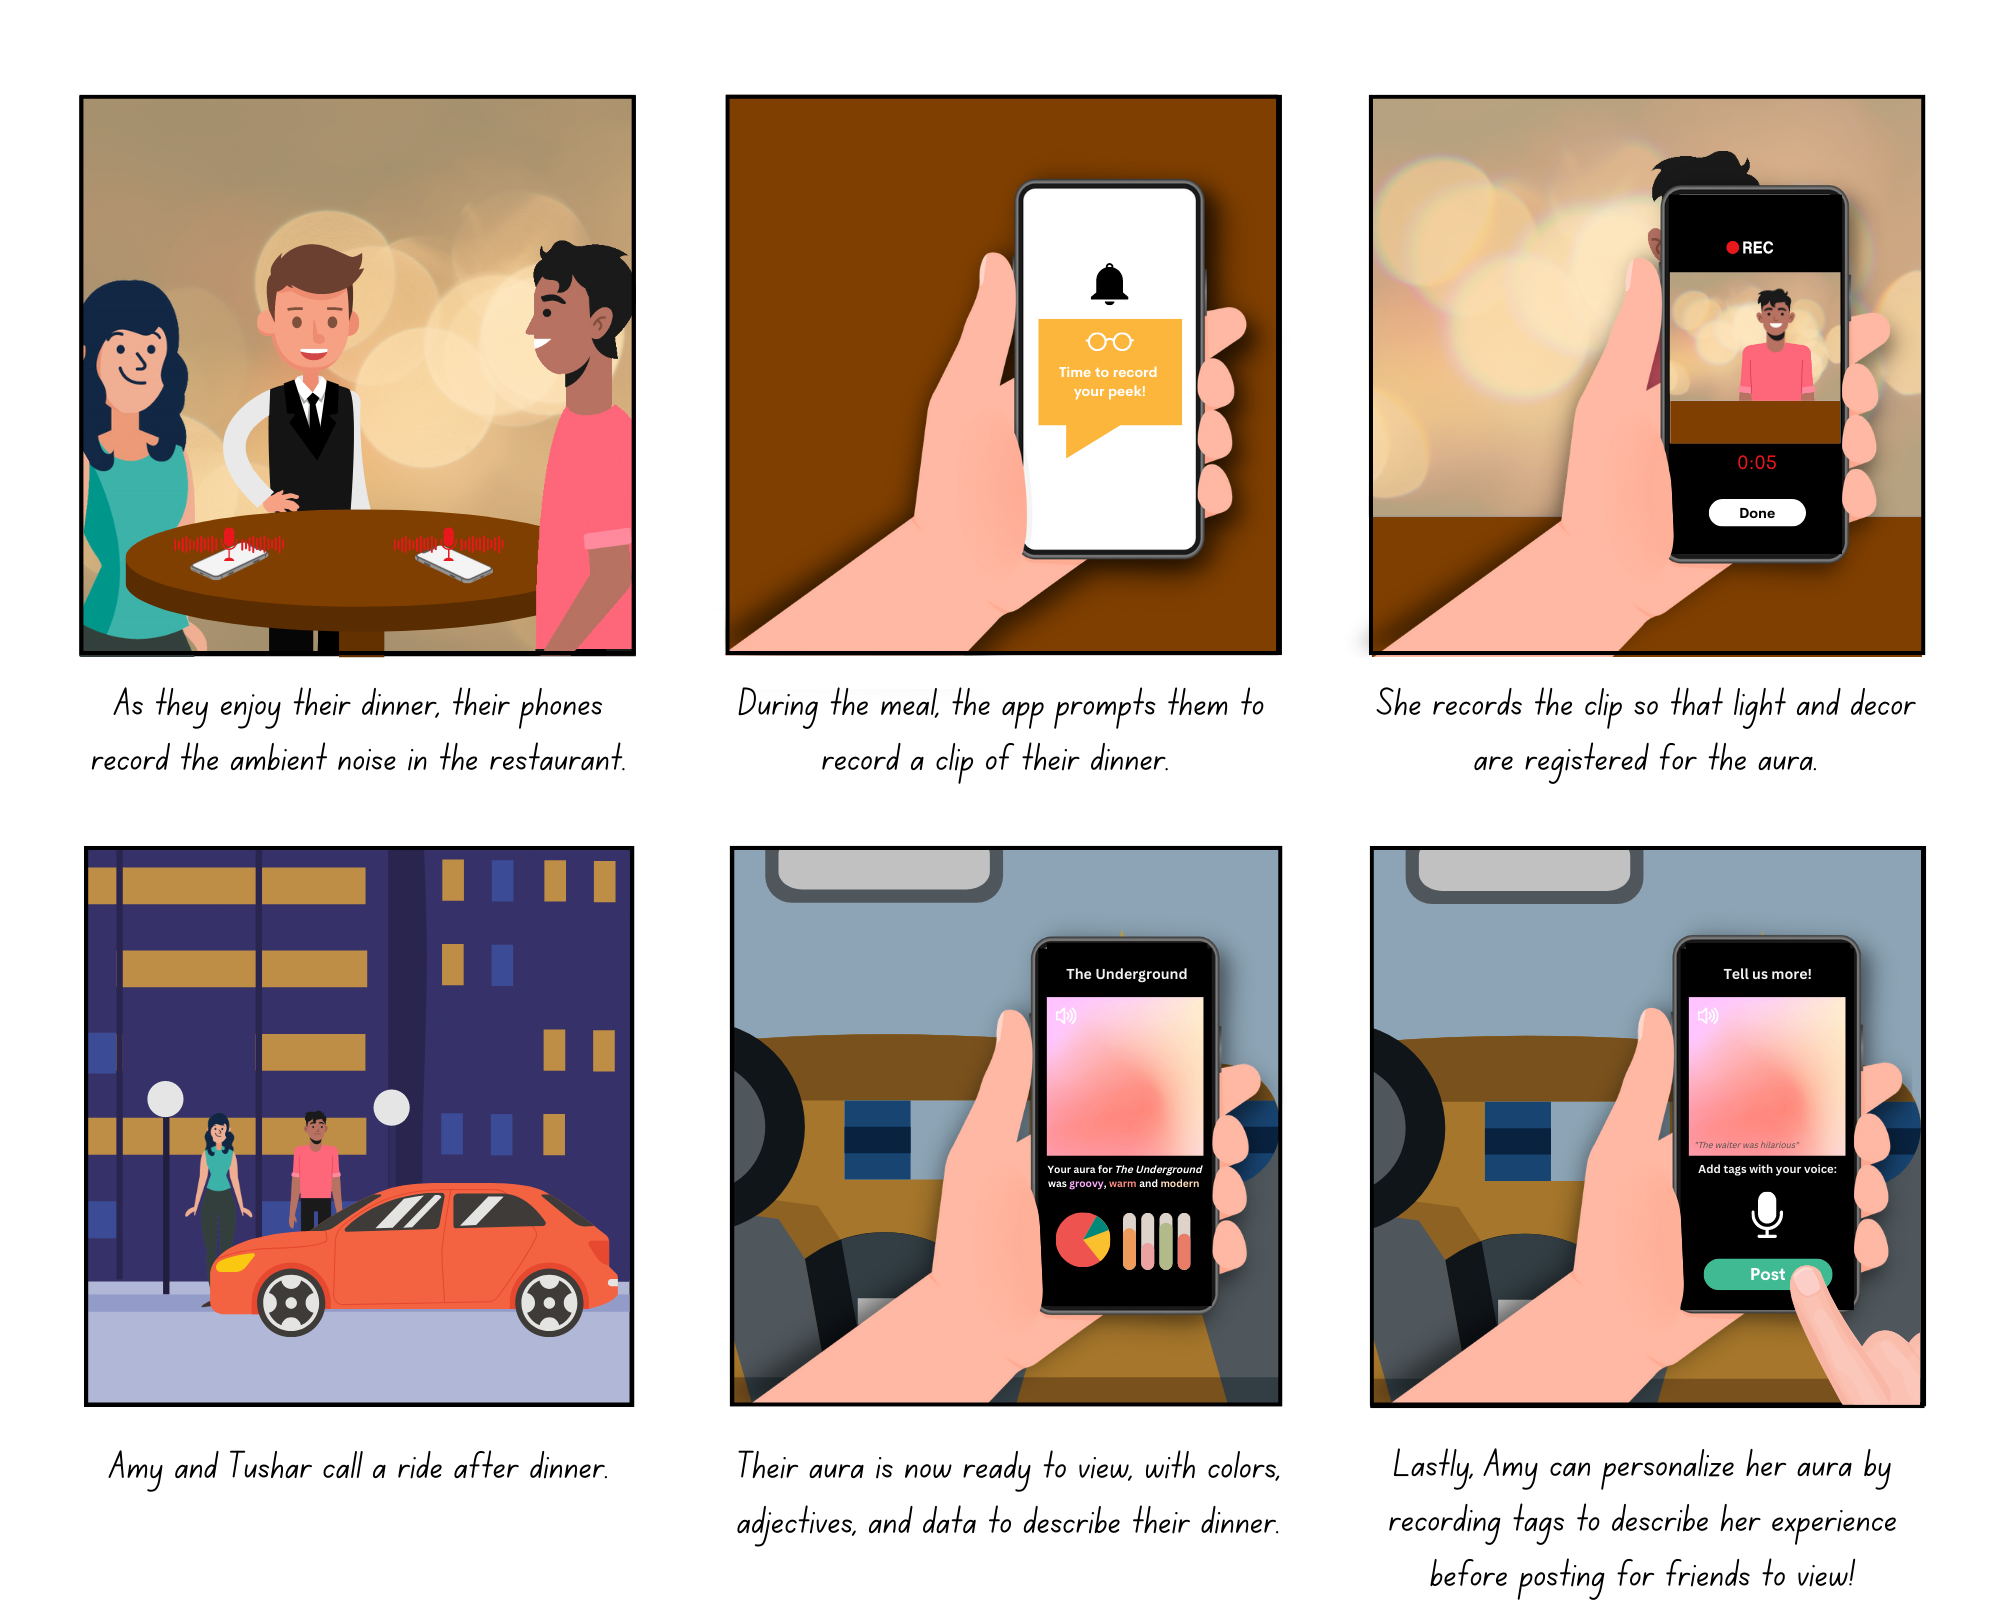 Time to record
your peek!
REC
0:05
Done
As they enjoy their dinner, their phones
record the ambient noise in the restaurant.
During the meal, the app prompts them to
record a clip of their dinner.
She records the clip so that light and decor
are registered for the aura.
The Underground
Your aura for The Underground
was groovy, warm and modern
Tell us more!
"The waiter was hilarious"
Add tags with your voice:
Post
Amy and Tushar call a ride after dinner.
Their aura is now ready to view, with colors,
adjectives, and data to describe their dinner.
Lastly, Amy can personalize her aura by
recording tags to describe her experience
before posting for friends to view!